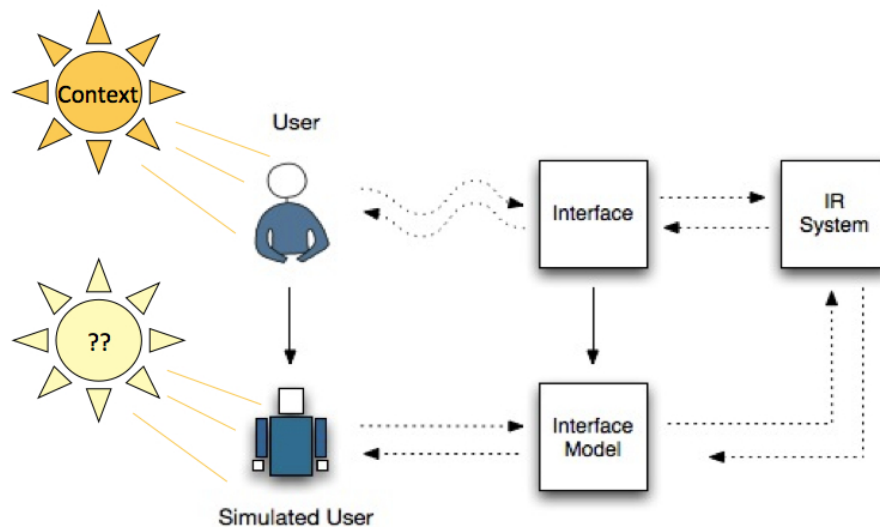 Context
User
Interface
IR
System
??
Interface
Model
Simulated User